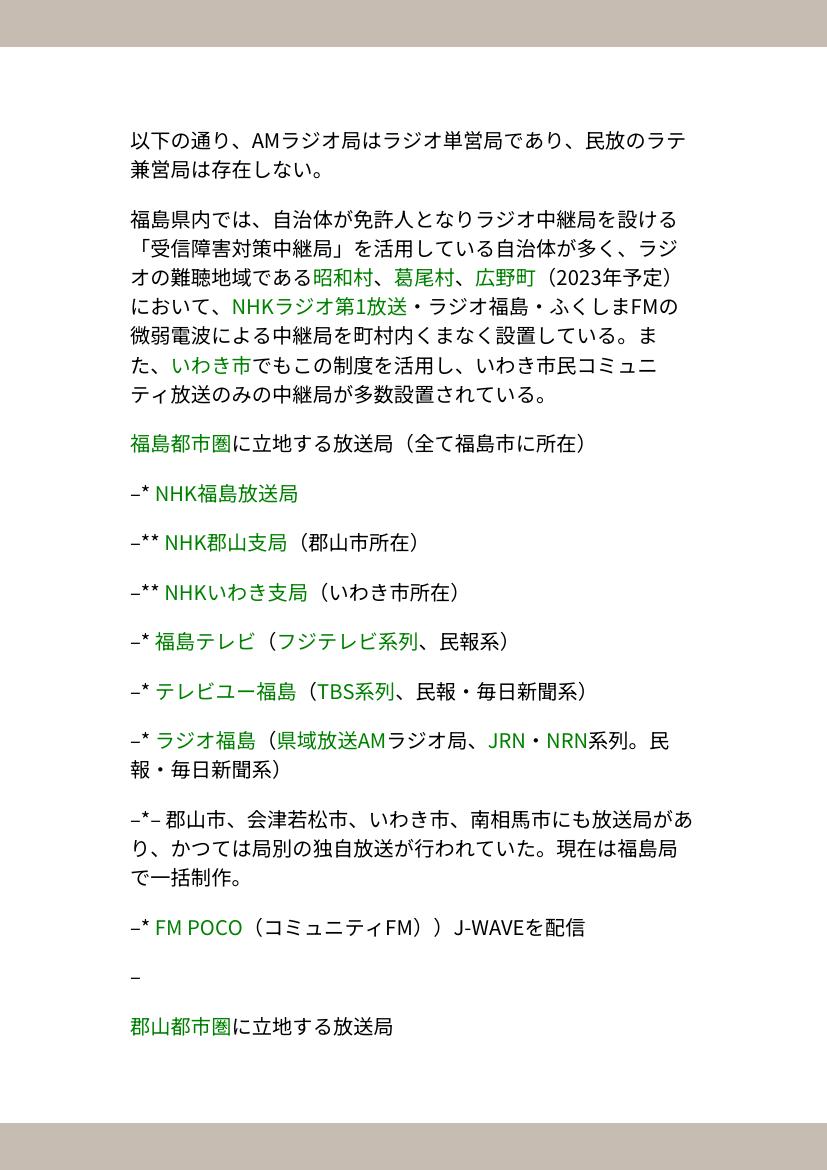 以下の通り、AMラジオ局はラジオ単営局であり、民放のラテ
兼営局は存在しない。
福島県内では、自治体が免許人となりラジオ中継局を設ける
「受信障害対策中継局」を活用している自治体が多く、ラジ
オの難聴地域である昭和村、葛尾村、広野町（2023年予定）
において、NHKラジオ第1放送・ラジオ福島・ふくしまFMの
微弱電波による中継局を町村内くまなく設置している。ま
た、いわき市でもこの制度を活用し、いわき市民コミュニ
ティ放送のみの中継局が多数設置されている。
福島都市圏に立地する放送局（全て福島市に所在）
–* NHK福島放送局
–** NHK郡山支局（郡山市所在）
–** NHKいわき支局（いわき市所在）
–* 福島テレビ（フジテレビ系列、民報系）
–* テレビユー福島（TBS系列、民報・毎日新聞系）
–* ラジオ福島（県域放送AMラジオ局、JRN・NRN系列。民
報・毎日新聞系）
–*– 郡山市、会津若松市、いわき市、南相馬市にも放送局があ
り、かつては局別の独自放送が行われていた。現在は福島局
で一括制作。
–* FM POCO（コミュニティFM））J-WAVEを配信
–
郡山都市圏に立地する放送局